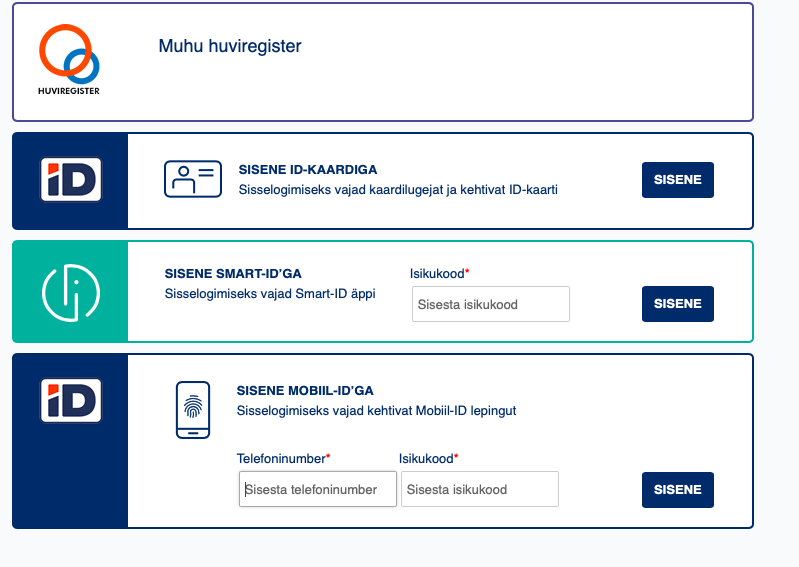 Muhu huviregister
HUVIREGISTER
iD
SISENE ID-KAARDIGA
Sisselogimiseks vajad kaardilugejat ja kehtivat ID-kaarti
SISENE
SISENE SMART-ID'GA
Sisselogimiseks vajad Smart-ID äppi
Isikukood*
Sisesta isikukood
SISENE
iD
SISENE MOBIIL-ID'GA
Sisselogimiseks vajad kehtivat Mobiil-ID lepingut
Telefoninumber* Isikukood*
Sisesta telefoninumber Sisesta isikukood
SISENE